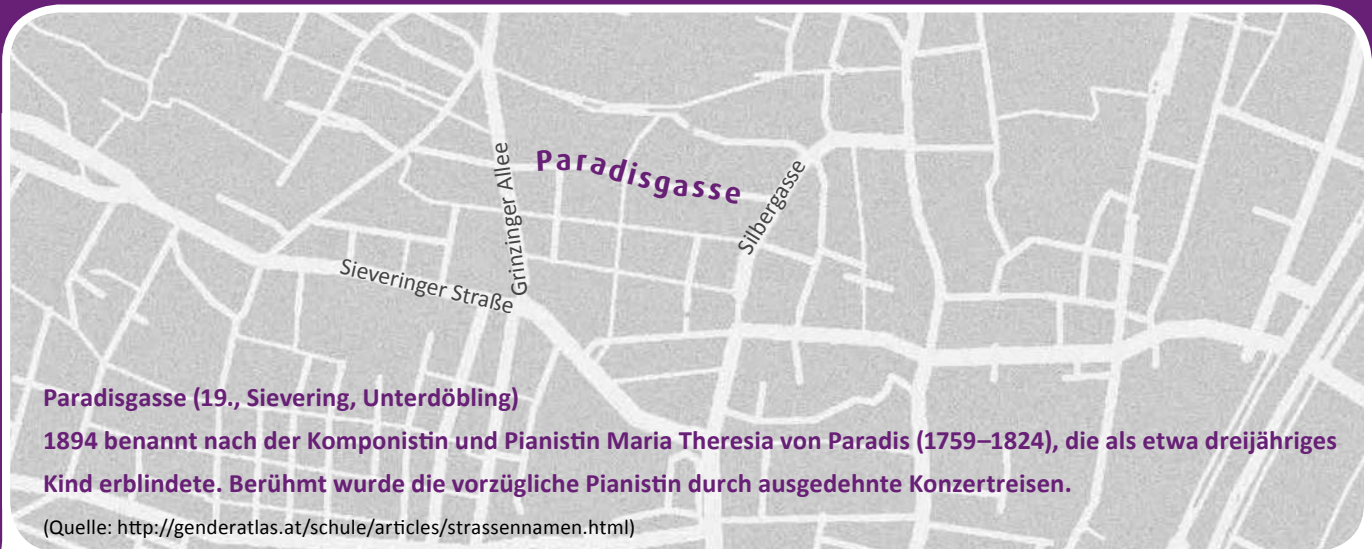 Paradisgasse
Grinzinger Allee
Silbergasse
Sieveringer Straße
Paradisgasse (19., Sievering, Unterdöbling)
1894 benannt nach der Komponistin und Pianistin Maria Theresia von Paradis (1759–1824), die als etwa dreijähriges
Kind erblindete. Berühmt wurde die vorzügliche Pianistin durch ausgedehnte Konzertreisen.
(Quelle: http://genderatlas.at/schule/articles/strassennamen.html)